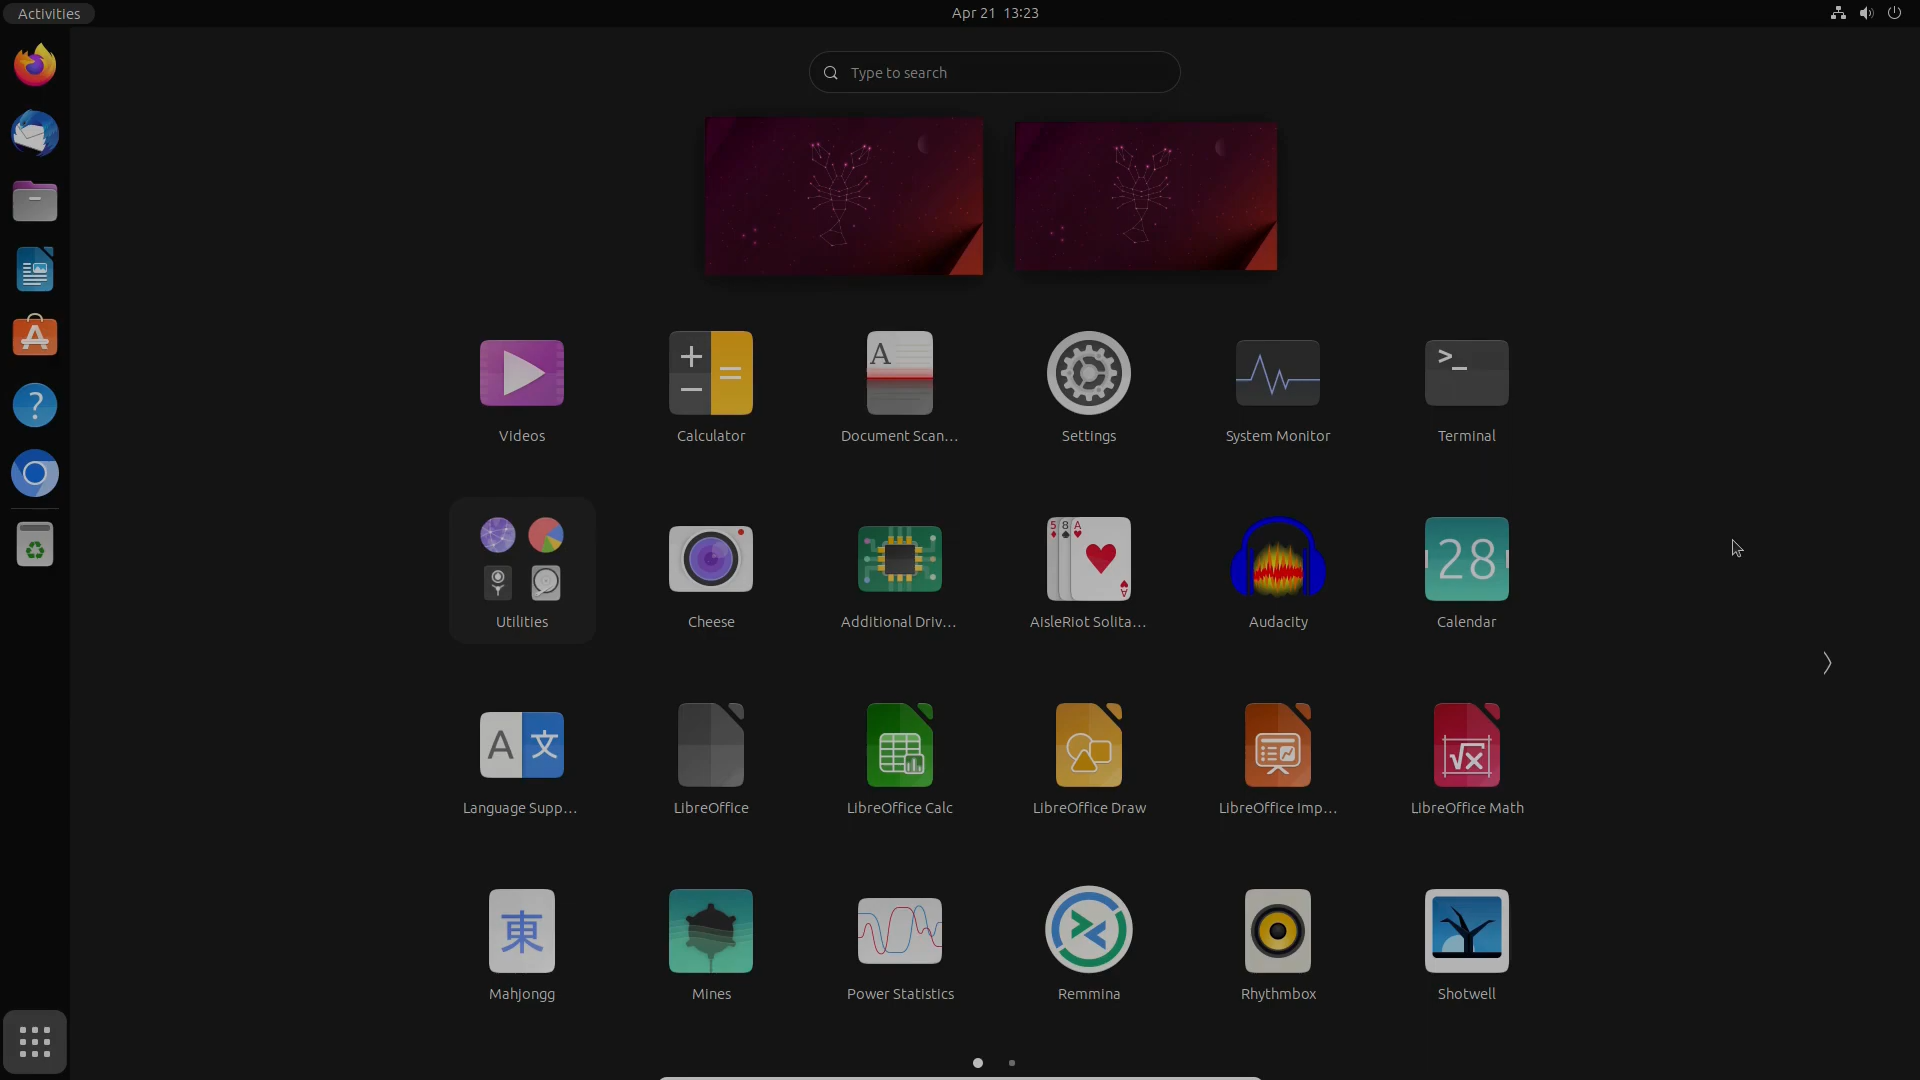 Activities
Apr 21 13:23
Type to search
Videos
Calculator
Document Scan...
Settings
System Monitor
Terminal
Utilities
Cheese
Additional Driv...
AisleRiot Solita...
Audacity
Calendar
28
Language Supp...
LibreOffice
LibreOffice Calc
LibreOffice Draw
LibreOffice Imp...
LibreOffice Math
A 文
√x
東
Mahjongg
Mines
Power Statistics
Remmina
Rhythmbox
Shotwell